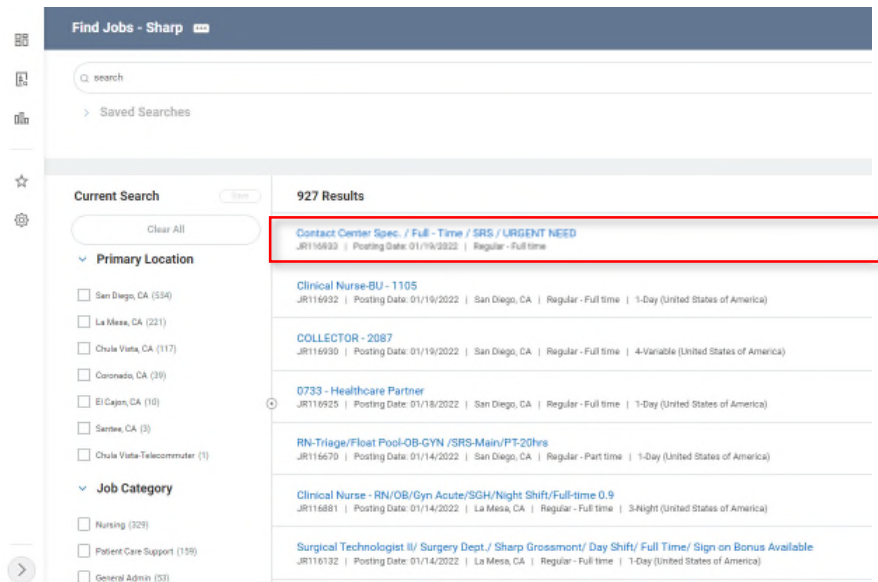 Find Jobs - Sharp
search
Saved Searches
Current Search
Save
927 Results
Clear All
Contact Center Spec. / Full - Time / SRS / URGENT NEED
JR116933 | Posting Date: 01/19/2022 | Regular - Full time
Primary Location
Clinical Nurse-BU - 1105
JR116932 | Posting Date: 01/19/2022 | San Diego, CA | Regular - Full time | 1-Day (United States of America)
San Diego, CA (534)
La Mesa, CA (221)
Chula Vista, CA (117)
Coronado, CA (39)
El Cajon, CA (10)
Santee, CA (3)
Chula Vista-Telecommuter (1)
COLLECTOR - 2087
JR116930 | Posting Date: 01/19/2022 | San Diego, CA | Regular - Full time | 4-Variable (United States of America)
0733 - Healthcare Partner
JR116925 | Posting Date: 01/18/2022 | San Diego, CA | Regular - Full time | 1-Day (United States of America)
RN-Triage/Float Pool-OB-GYN /SRS-Main/PT-20hrs
JR116670 | Posting Date: 01/14/2022 | San Diego, CA | Regular - Part time | 1-Day (United States of America)
Job Category
Nursing (329)
Patient Care Support (159)
General Admin (53)
Clinical Nurse - RN/OB/Gyn Acute/SGH/Night Shift/Full-time 0.9
JR116881 | Posting Date: 01/14/2022 | La Mesa, CA | Regular - Full time | 3-Night (United States of America)
Surgical Technologist II/ Surgery Dept./ Sharp Grossmont/ Day Shift/ Full Time/ Sign on Bonus Available
JR116132 | Posting Date: 01/14/2022 | La Mesa, CA | Regular - Full time | 1-Day (United States of America)